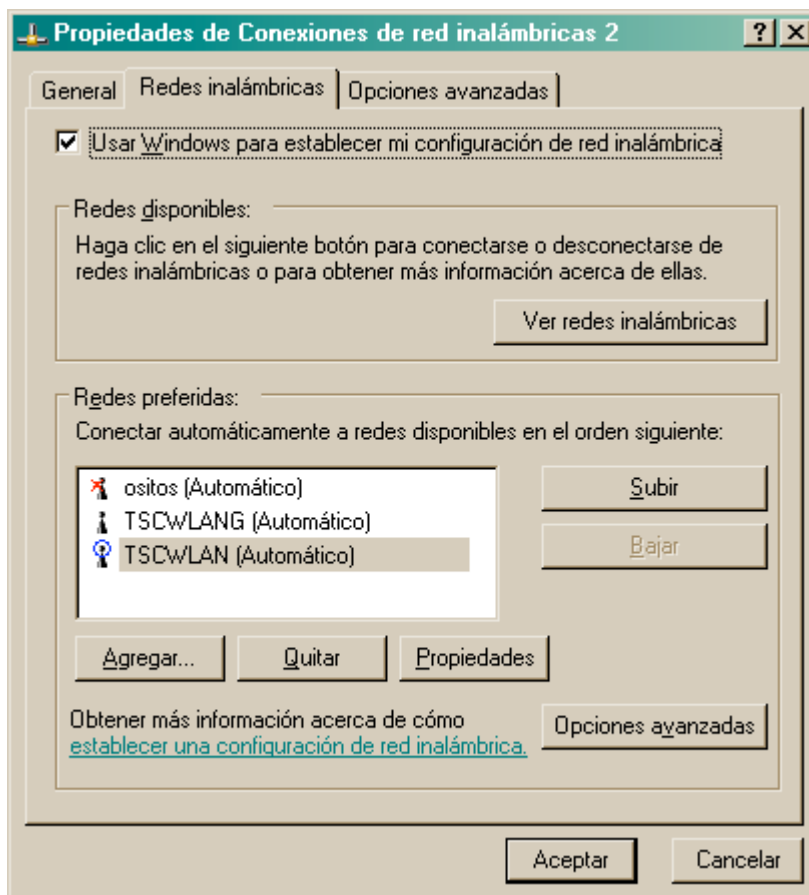 Propiedades de Conexiones de red inalámbricas 2
General
Redes inalámbricas
Opciones avanzadas
Usar Windows para establecer mi configuración de red inalámbrica
Redes disponibles:
Haga clic en el siguiente botón para conectarse o desconectarse de
redes inalámbricas o para obtener más información acerca de ellas.
Ver redes inalámbricas
Redes preferidas:
Conectar automáticamente a redes disponibles en el orden siguiente:
ositos (Automático)
TSCWLANG (Automático)
TSCWLAN (Automático)
Subir
Bajar
Agregar...
Quitar
Propiedades
Obtener más información acerca de cómo
establecer una configuración de red inalámbrica.
Opciones avanzadas
Aceptar
Cancelar